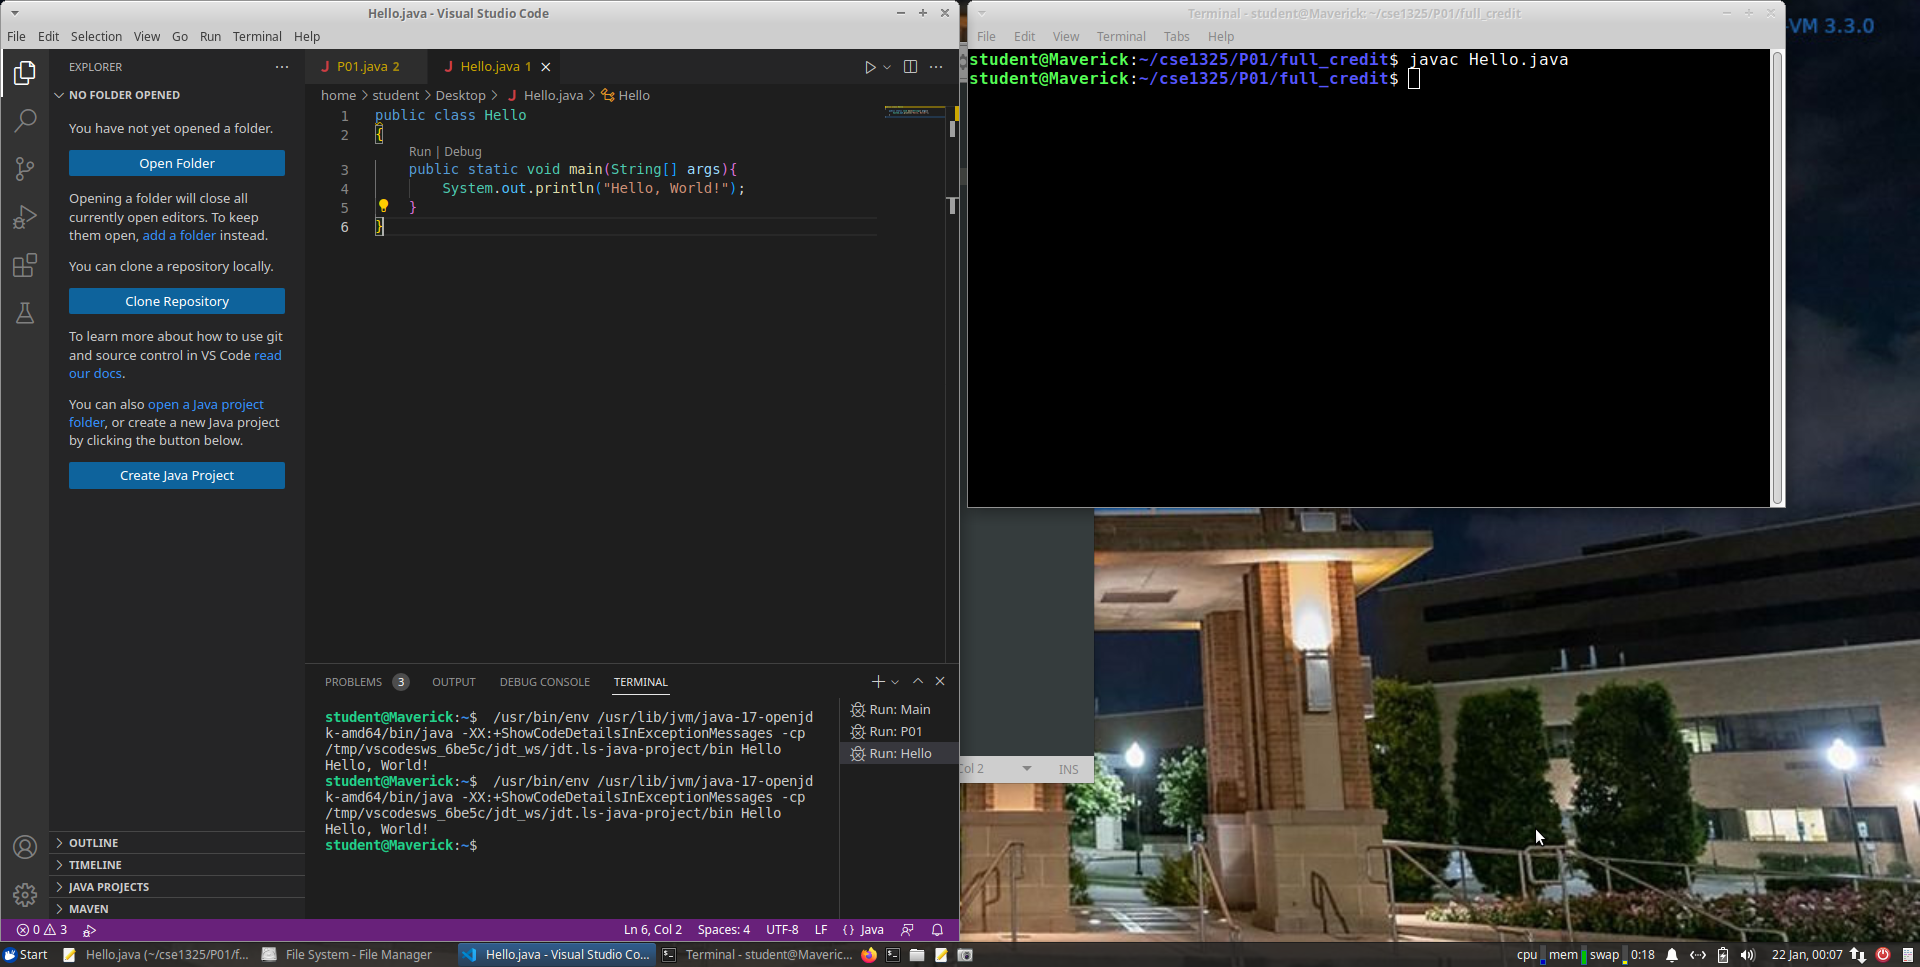 Hello.java - Visual Studio Code
File Edit Selection View Go Run Terminal Help
EXPLORER
NO FOLDER OPENED
You have not yet opened a folder.
Open Folder
Opening a folder will close all
currently open editors. To keep
them open, add a folder instead.
You can clone a repository locally.
Clone Repository
To learn more about how to use git
and source control in VS Code read
our docs.
You can also open a Java project
folder, or create a new Java project
by clicking the button below.
Create Java Project
OUTLINE
TIMELINE
JAVA PROJECTS
MAVEN
J P01.java 2 J Hello.java 1
home > student > Desktop > J Hello.java > Hello
1 public class Hello
2 {
Run | Debug
3 public static void main(String[] args){
4 System.out.println("Hello, World!");
5 }
6 }
PROBLEMS 3 OUTPUT DEBUG CONSOLE TERMINAL
student@Maverick:~$  /usr/bin/env /usr/lib/jvm/java-17-openjd
k-amd64/bin/java -XX:+ShowCodeDetailsInExceptionMessages -cp
/tmp/vscodesws_6be5c/jdt_ws/jdt.ls-java-project/bin Hello
Hello, World!
student@Maverick:~$  /usr/bin/env /usr/lib/jvm/java-17-openjd
k-amd64/bin/java -XX:+ShowCodeDetailsInExceptionMessages -cp
/tmp/vscodesws_6be5c/jdt_ws/jdt.ls-java-project/bin Hello
Hello, World!
student@Maverick:~$
Run: Main
Run: P01
Run: Hello
0 3
Ln 6, Col 2 Spaces: 4 UTF-8 LF {} Java
Terminal - student@Maverick: ~/cse1325/P01/full_credit
File Edit View Terminal Tabs Help
student@Maverick:~/cse1325/P01/full_credit$ javac Hello.java
student@Maverick:~/cse1325/P01/full_credit$
-VM 3.3.0
Col 2 INS
Start Hello.java (~/cse1325/P01/f... File System - File Manager Hello.java - Visual Studio Co... Terminal - student@Maveric...
cpu mem swap 0:18 22 Jan, 00:07